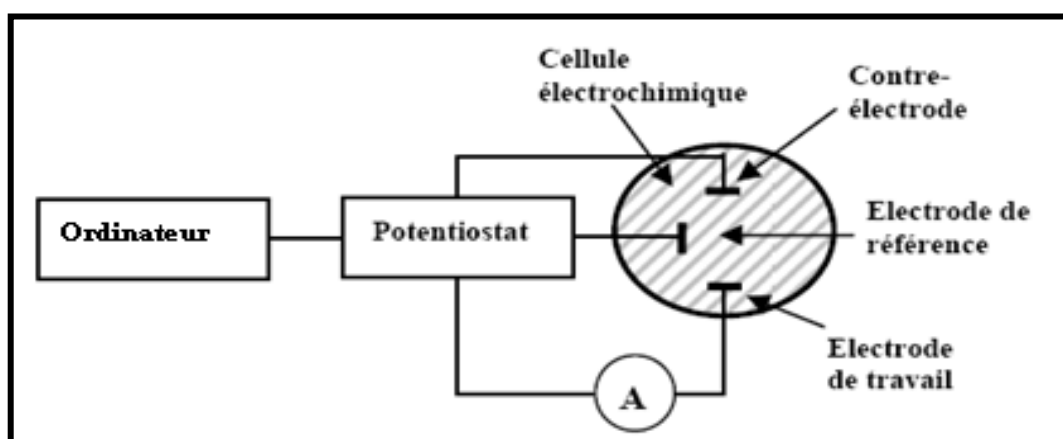 Cellule
électrochimique
Contre-
électrode
Ordinateur
Potentiostat
Electrode de
référence
Electrode
de travail
A